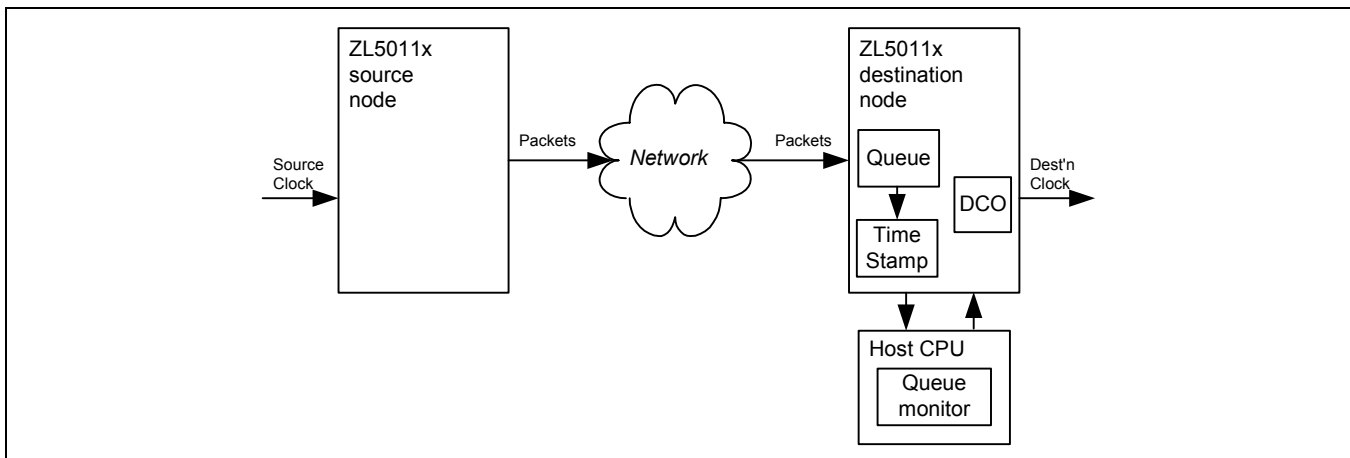 ZL5011x
source
node
Source
Clock
Packets
Network
Packets
ZL5011x
destination
node
Queue
Time
Stamp
DCO
Dest'n
Clock
Host CPU
Queue
monitor